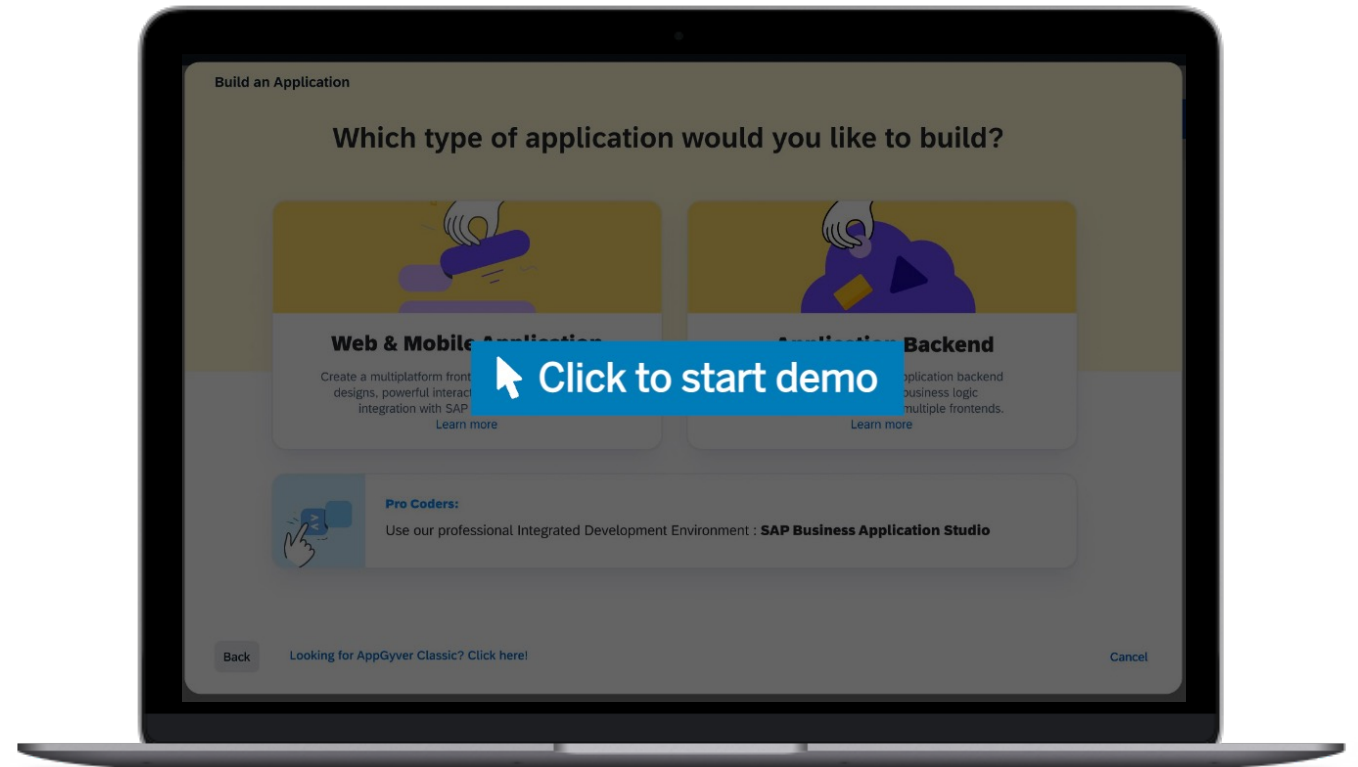 Build an Application
Which type of application would you like to build?
Web & Mobile Application
Create a multiplatform front
designs, powerful interac
integration with SAP
Learn more
Backend
pplication backend
business logic
multiple frontends.
Learn more
Click to start demo
Pro Coders:
Use our professional Integrated Development Environment : SAP Business Application Studio
Back
Looking for AppGyver Classic? Click here!
Cancel